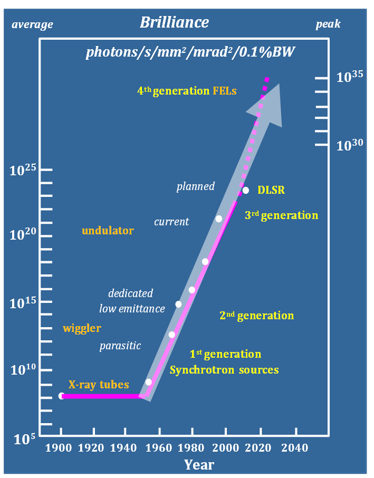 average Brilliance peak
photons/s/mm²/mrad²/0.1%BW
10³⁵
4th generation FELs
10³⁰
10²⁵
planned
DLSR
3rd generation
current
undulator
10²⁰
dedicated
low emittance
10¹⁵
2nd generation
wiggler
parasitic
1st generation
Synchrotron sources
10¹⁰
X-ray tubes
10⁵
1900 1920 1940 1960 1980 2000 2020 2040
Year